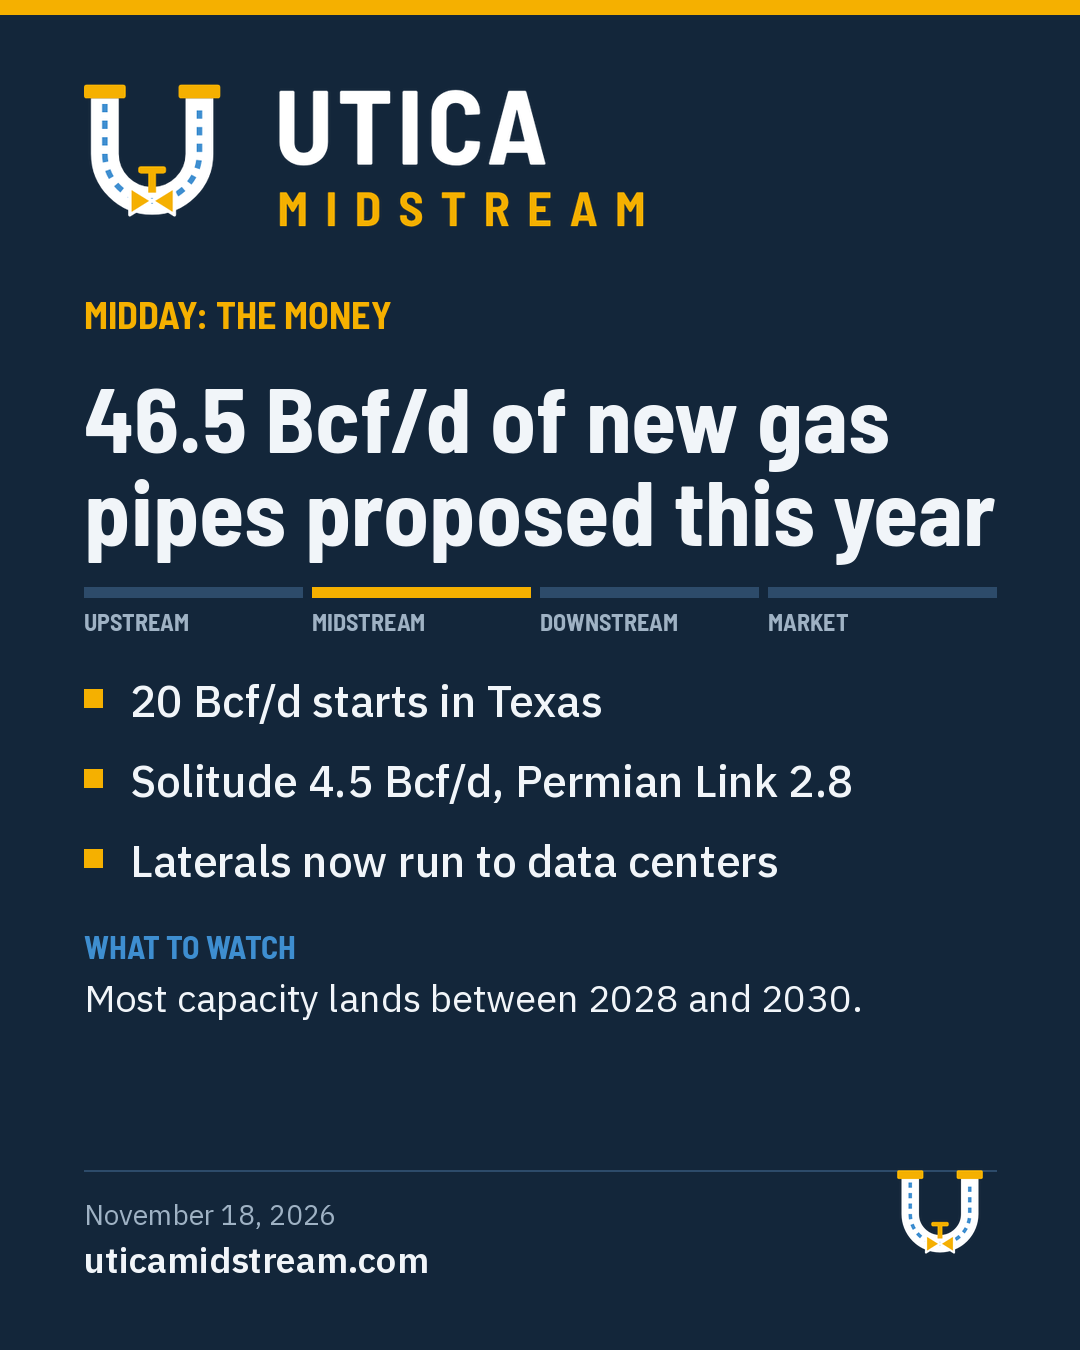 UTICA
MIDSTREAM
MIDDAY: THE MONEY
46.5 Bcf/d of new gas
pipes proposed this year
UPSTREAM MIDSTREAM DOWNSTREAM MARKET
20 Bcf/d starts in Texas
Solitude 4.5 Bcf/d, Permian Link 2.8
Laterals now run to data centers
WHAT TO WATCH
Most capacity lands between 2028 and 2030.
November 18, 2026
uticamidstream.com